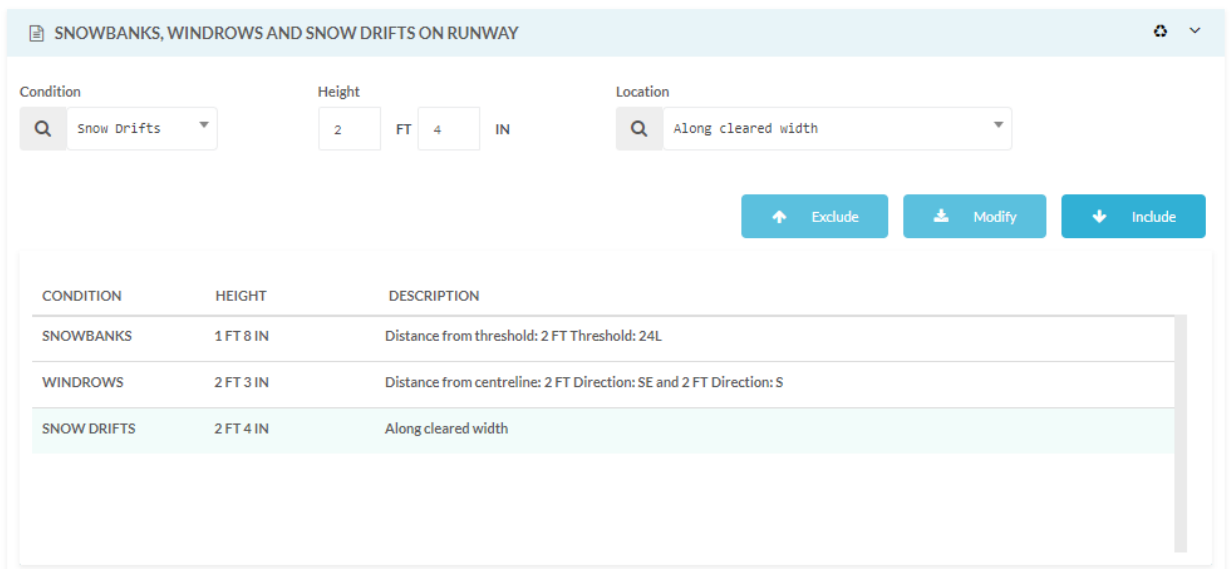 SNOWBANKS, WINDROWS AND SNOW DRIFTS ON RUNWAY
Condition Height Location
Snow Drifts 2 FT 4 IN Along cleared width
Exclude Modify Include
CONDITION HEIGHT DESCRIPTION
SNOWBANKS 1 FT 8 IN Distance from threshold: 2 FT Threshold: 24L
WINDROWS 2 FT 3 IN Distance from centreline: 2 FT Direction: SE and 2 FT Direction: S
SNOW DRIFTS 2 FT 4 IN Along cleared width